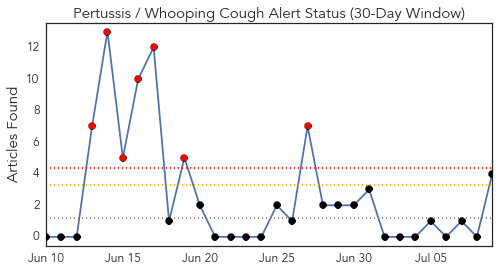 Pertussis / Whooping Cough Alert Status (30-Day Window)
Articles Found
12
10
8
6
4
2
0
Jun 10 Jun 15 Jun 20 Jun 25 Jun 30 Jul 05